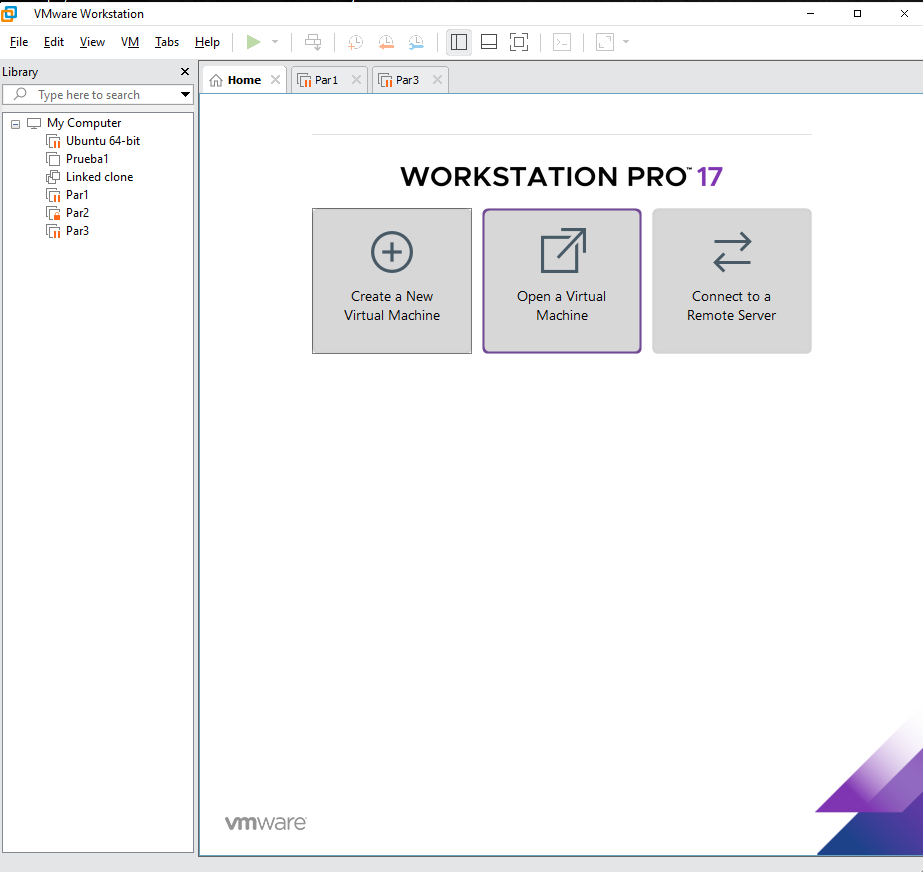 VMware Workstation
File Edit View VM Tabs Help
Library
Type here to search
My Computer
Ubuntu 64-bit
Prueba1
Linked clone
Par1
Par2
Par3
Home Par1 Par3
WORKSTATION PRO™ 17
Create a New
Virtual Machine
Open a Virtual
Machine
Connect to a
Remote Server
vmware